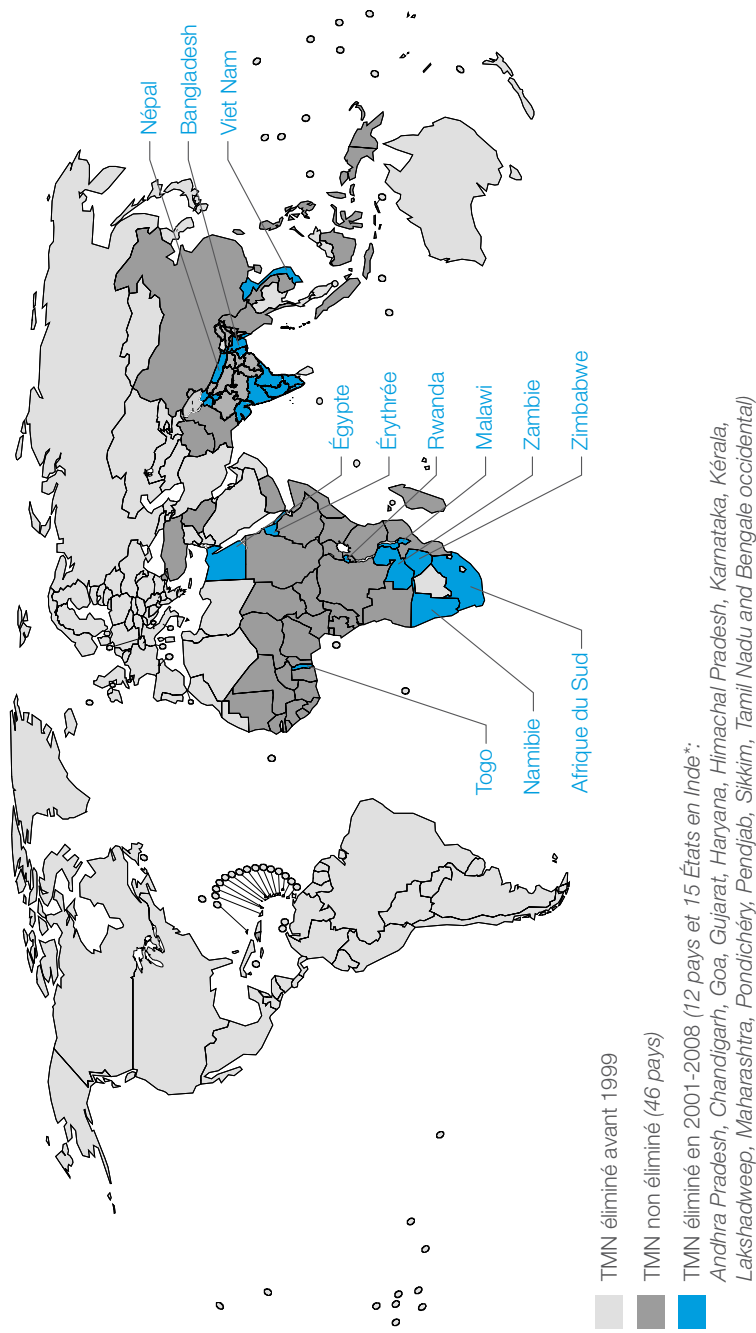 Népal
Bangladesh
Viet Nam
Égypte
Érythrée
Rwanda
Malawi
Zambie
Zimbabwe
Togo
Namibie
Afrique du Sud
TMN éliminé avant 1999
TMN non éliminé (46 pays)
TMN éliminé en 2001-2008 (12 pays et 15 États en Inde*:
Andhra Pradesh, Chandigarh, Goa, Gujarat, Haryana, Himachal Pradesh, Karnataka, Kérala,
Lakshadweep, Maharashtra, Pondichéry, Pendjab, Sikkim, Tamil Nadu and Bengale occidental)